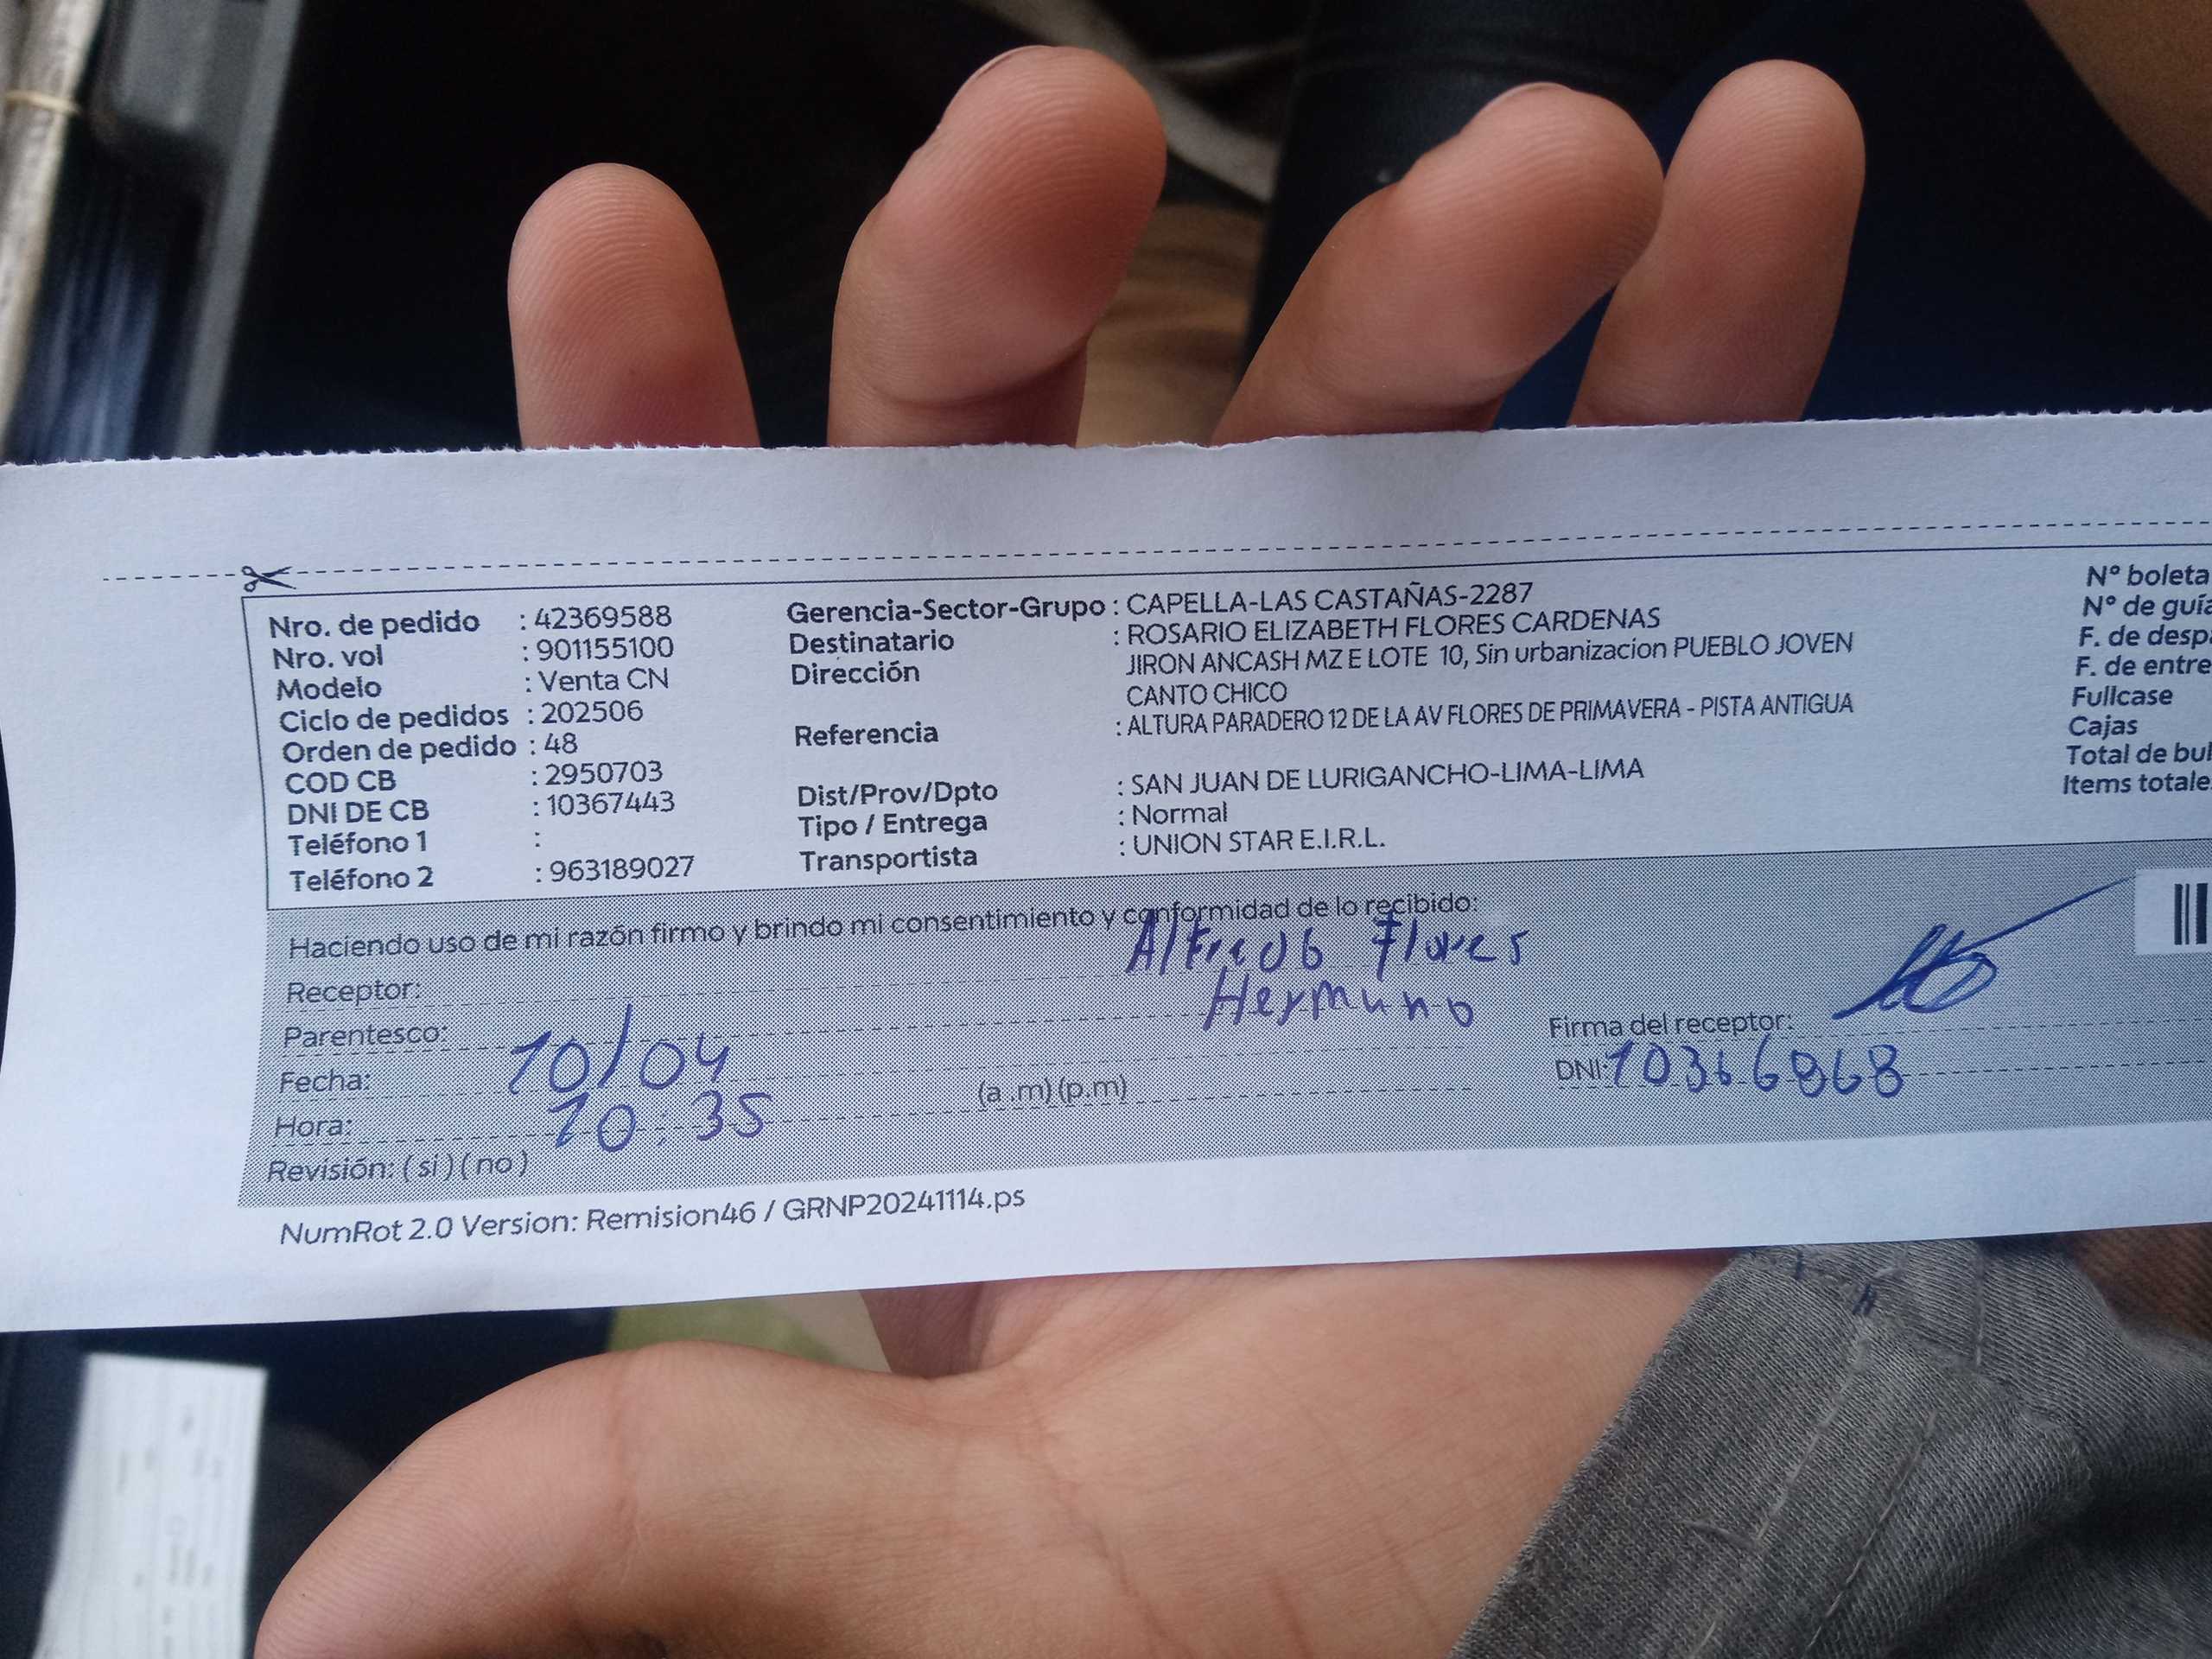 Nro. de pedido : 42369588
Nro. vol : 901155100
Modelo : Venta CN
Ciclo de pedidos : 202506
Orden de pedido : 48
COD CB : 2950703
DNI DE CB : 10367443
Teléfono 1 :
Teléfono 2 : 963189027
Gerencia-Sector-Grupo : CAPELLA-LAS CASTAÑAS-2287
Destinatario : ROSARIO ELIZABETH FLORES CARDENAS
Dirección JIRON ANCASH MZ E LOTE 10, Sin urbanizacion PUEBLO JOVEN
CANTO CHICO
Referencia : ALTURA PARADERO 12 DE LA AV FLORES DE PRIMAVERA - PISTA ANTIGUA
Dist/Prov/Dpto : SAN JUAN DE LURIGANCHO-LIMA-LIMA
Tipo / Entrega : Normal
Transportista : UNION STAR E.I.R.L.
N° boleta
N° de guía
F. de desp
F. de entre
Fullcase
Cajas
Total de bul
Items totale
Haciendo uso de mi razón firmo y brindo mi consentimiento y conformidad de lo recibido:
Receptor: Alfredo Flores
Parentesco: Hermano
Fecha: 10/04
Hora: 10:35 (a .m) (p.m)
Revisión: ( si ) ( no )
Firma del receptor:
DNI: 10366868
NumRot 2.0 Version: Remision46 / GRNP20241114.ps